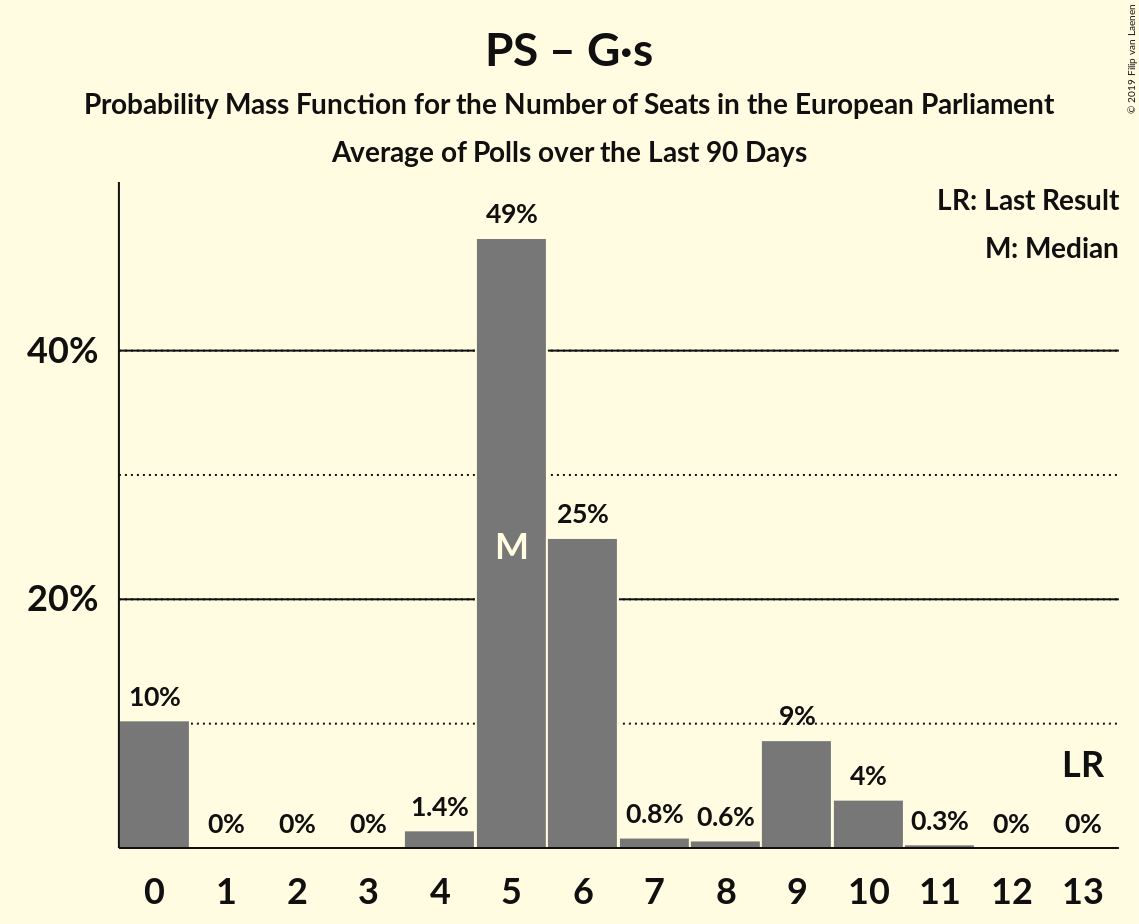 PS – G·s
Probability Mass Function for the Number of Seats in the European Parliament
Average of Polls over the Last 90 Days
© 2019 Filip van Laenen
LR: Last Result
M: Median
49%
40%
25%
M
20%
10%
9%
LR
4%
1.4%
0.8%
0.6%
0.3%
0%
0%
0%
0%
0%
0 1 2 3 4 5 6 7 8 9 10 11 12 13